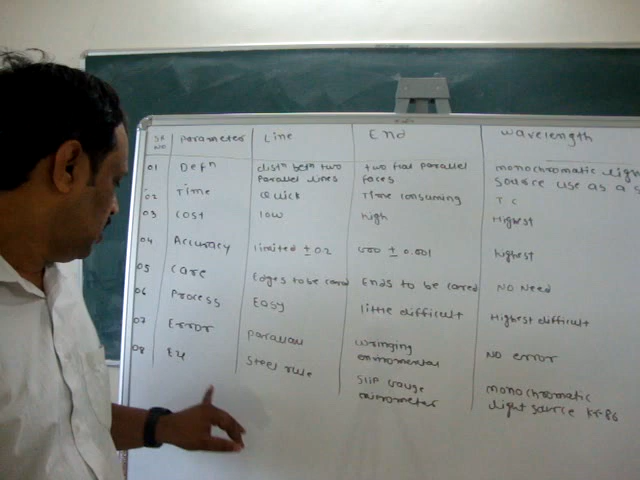 SR NO Parameter Line End Wavelength
01 Defn distn betn two parallel lines two flat parallel faces monochromatic light source use as a s
02 Time Quick Time consuming T.C
03 Cost low high Highest
04 Accuracy limited ± 0.2 ± 0.001 highest
05 Care Edges to be cared Ends to be cared NO Need
06 Process Easy little difficult Highest difficult
07 Error Parallax wringing enviromental NO error
08 Ex Steel rule Slip Gauge micrometer monochromatic light source Kr-86